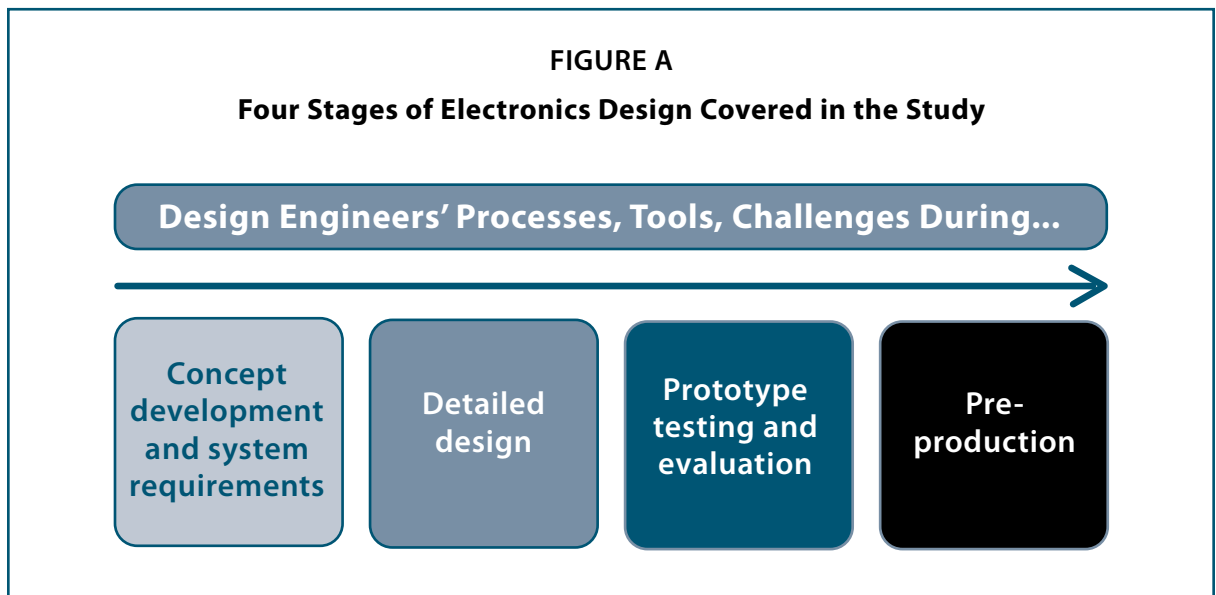 FIGURE A
Four Stages of Electronics Design Covered in the Study
Design Engineers’ Processes, Tools, Challenges During...
Concept
development
and system
requirements
Detailed
design
Prototype
testing and
evaluation
Pre-
production